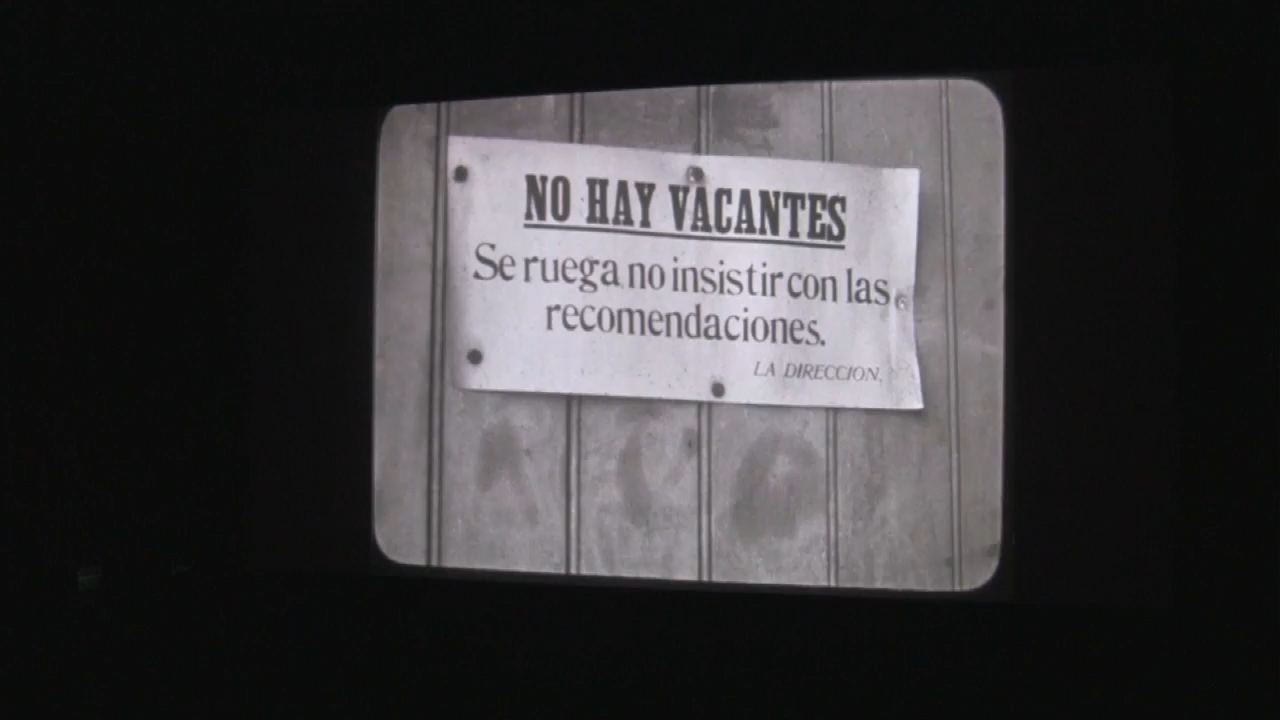 NO HAY VACANTES
Se ruega no insistir con las
recomendaciones.
LA DIRECCION.